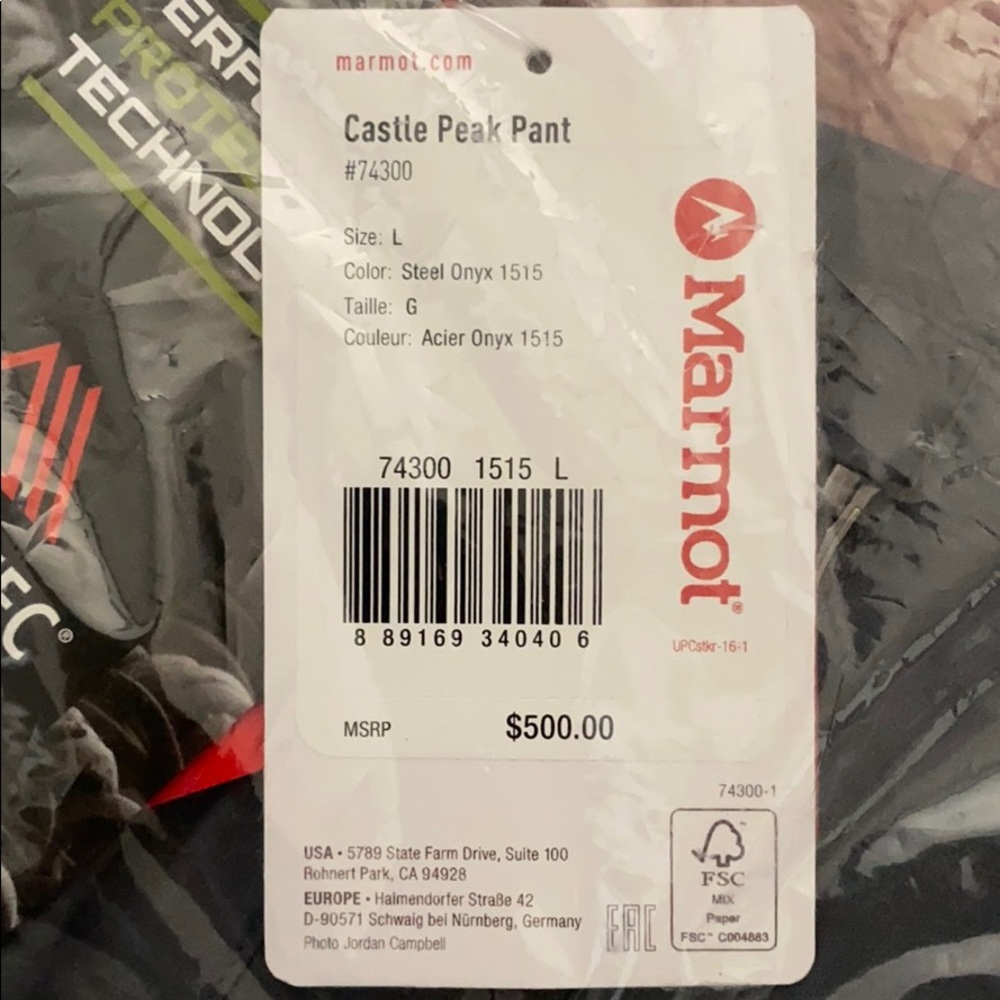 TECHNOL
marmot.com
Castle Peak Pant
#74300
Size: L
Color: Steel Onyx 1515
Taille: G
Couleur: Acier Onyx 1515
74300 1515 L
8 89169 34040 6
MSRP $500.00
Marmot®
UPCstkr-16-1
74300-1
USA • 5789 State Farm Drive, Suite 100
Rohnert Park, CA 94928
EUROPE • Halmendorfer Straße 42
D-90571 Schwaig bei Nürnberg, Germany
Photo Jordan Campbell
EAC
FSC
MIX
Paper
FSC™ C004883